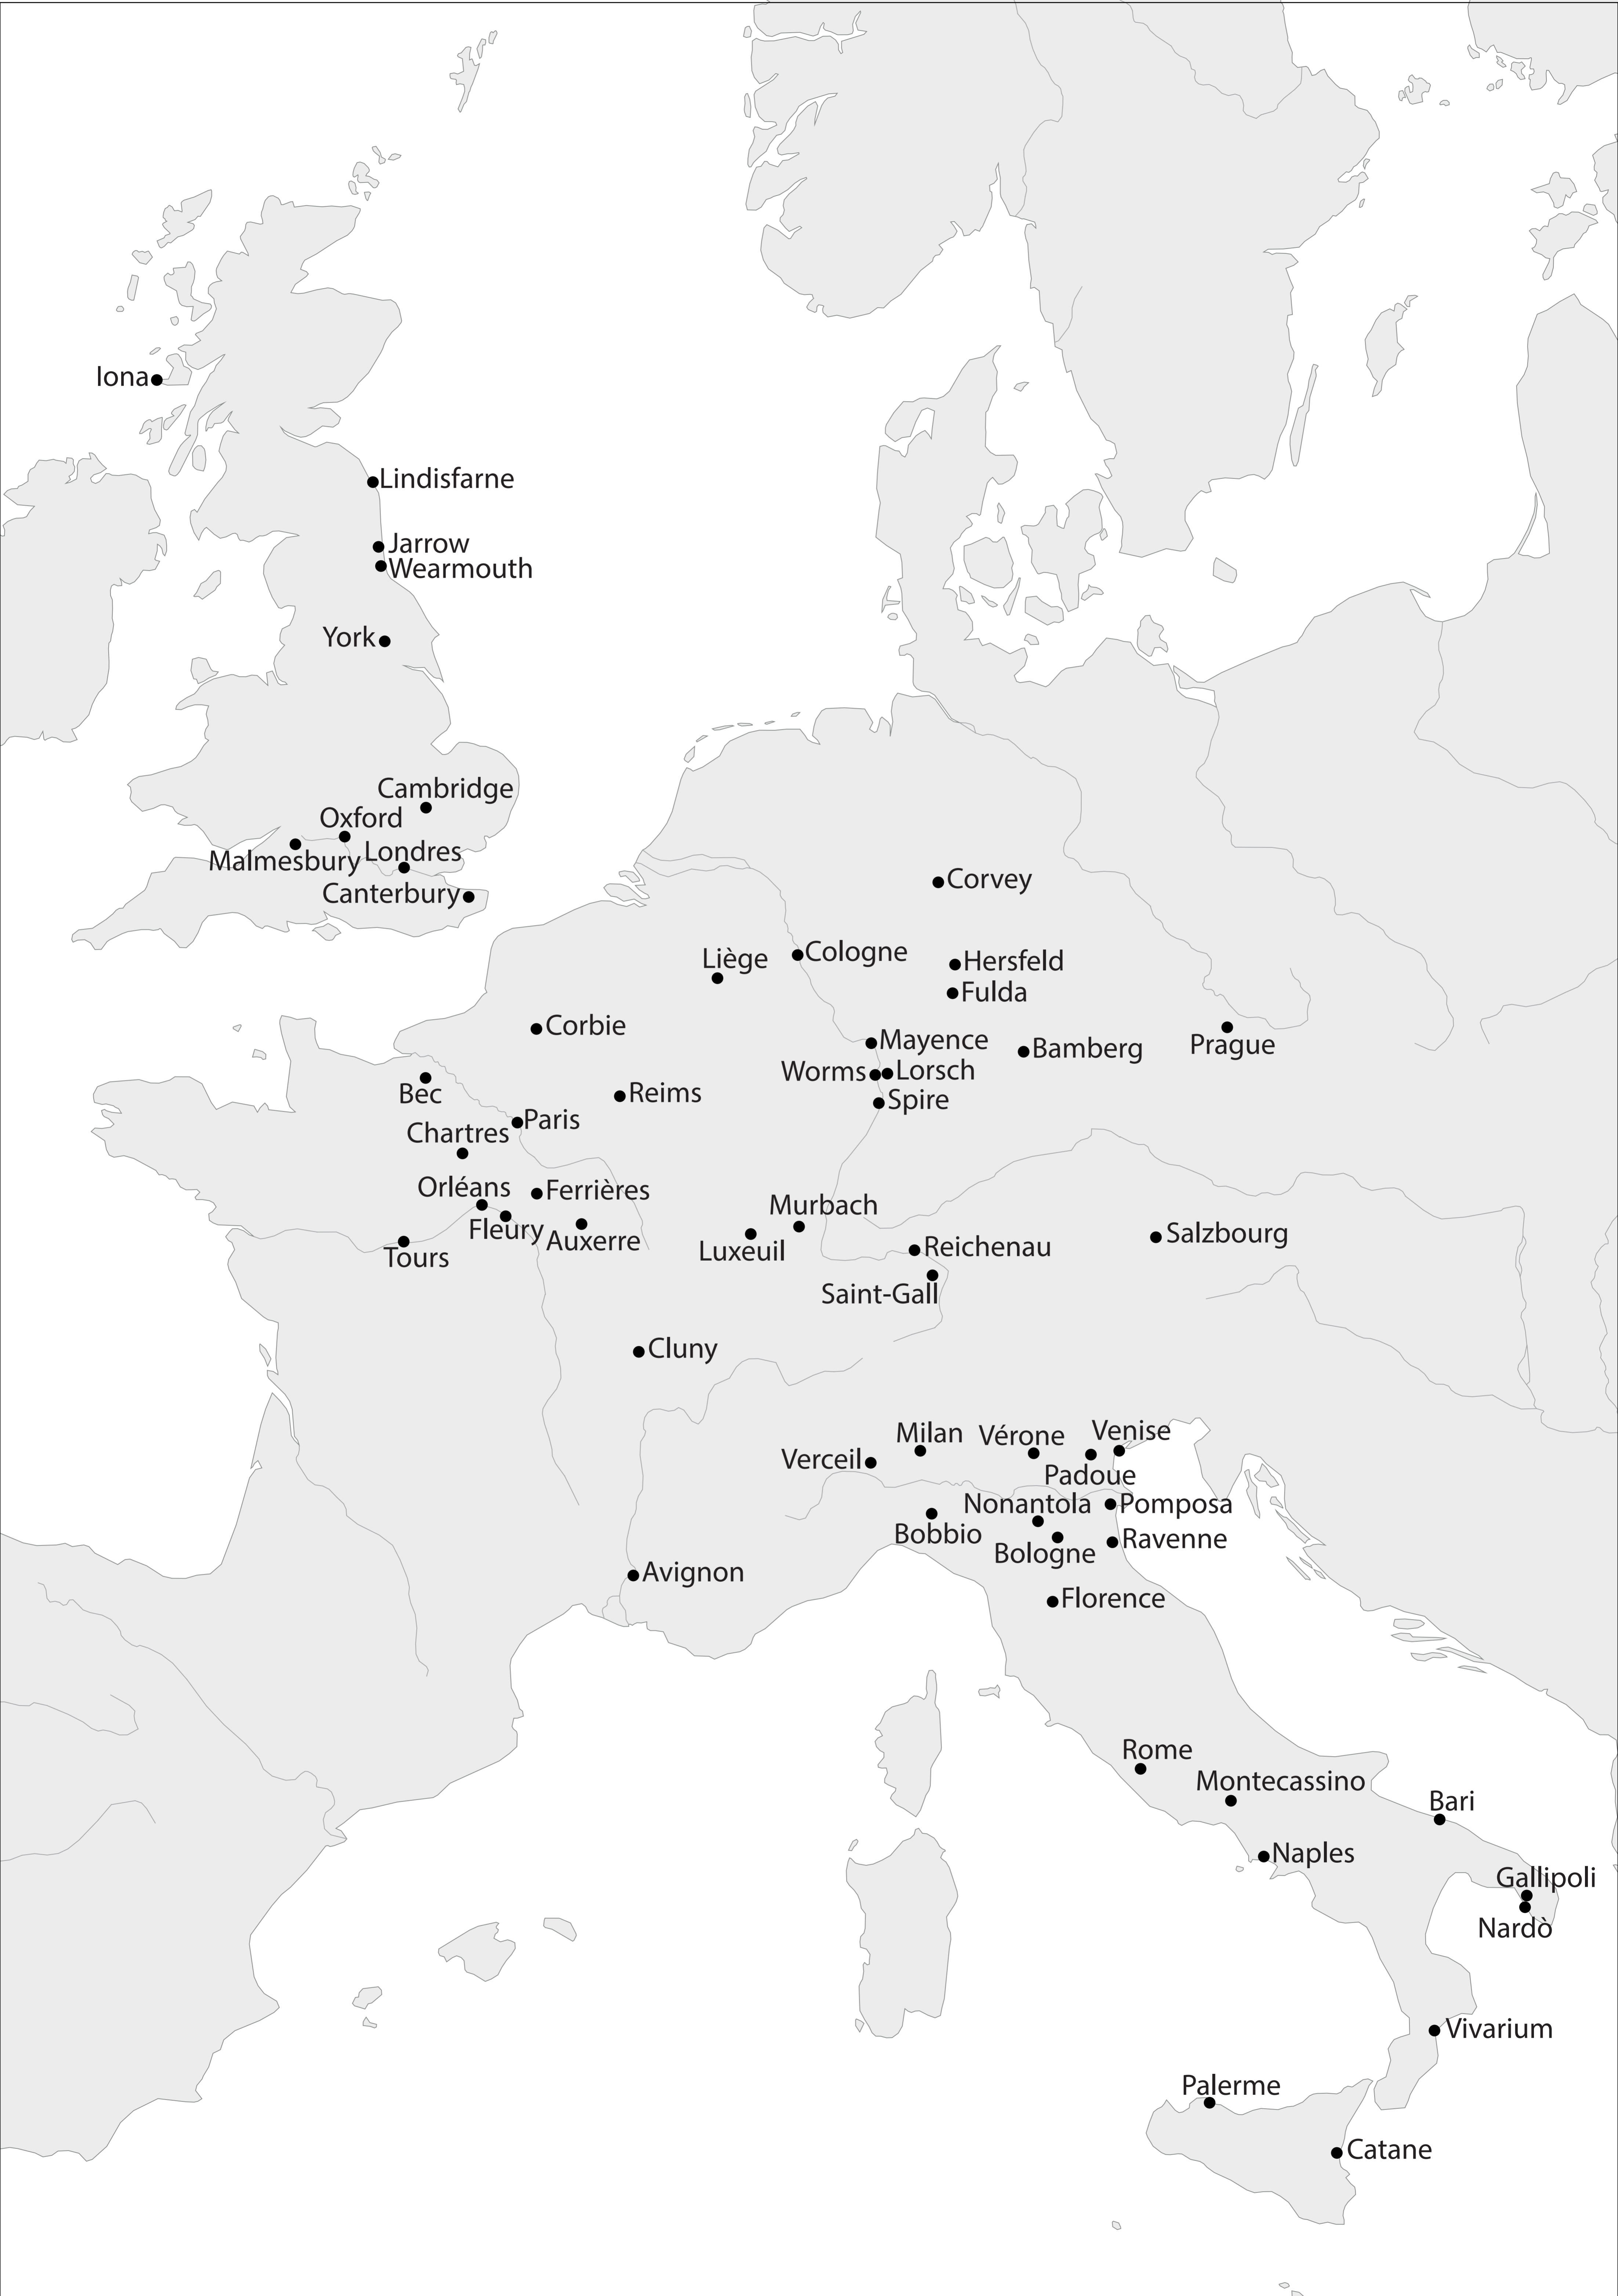 Iona
Lindisfarne
Jarrow
Wearmouth
York
Cambridge
Oxford
Malmesbury
Londres
Canterbury
Corvey
Liège
Cologne
Hersfeld
Fulda
Corbie
Mayence
Bamberg
Prague
Worms
Lorsch
Bec
Reims
Spire
Paris
Chartres
Orléans
Ferrières
Murbach
Fleury
Auxerre
Tours
Luxeuil
Reichenau
Salzbourg
Saint-Gall
Cluny
Milan
Vérone
Venise
Verceil
Padoue
Nonantola
Pomposa
Bobbio
Bologne
Ravenne
Avignon
Florence
Rome
Montecassino
Bari
Naples
Gallipoli
Nardò
Vivarium
Palerme
Catane